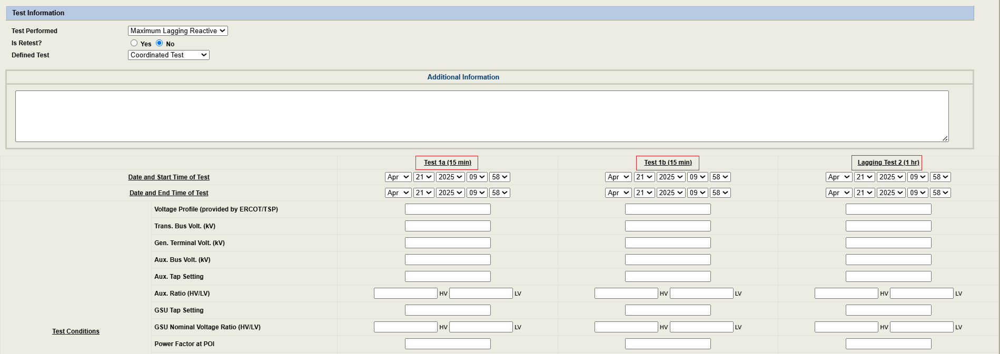 Test Information
Test Performed Maximum Lagging Reactive
Is Retest? Yes No
Defined Test Coordinated Test
Additional Information
Test 1a (15 min) Test 1b (15 min) Lagging Test 2 (1 hr)
Date and Start Time of Test Apr 21 2025 09 58 Apr 21 2025 09 58 Apr 21 2025 09 58
Date and End Time of Test Apr 21 2025 09 58 Apr 21 2025 09 58 Apr 21 2025 09 58
Voltage Profile (provided by ERCOT/TSP)
Trans. Bus Volt. (kV)
Gen. Terminal Volt. (kV)
Aux. Bus Volt. (kV)
Aux. Tap Setting
Aux. Ratio (HV/LV) HV LV HV LV HV LV
GSU Tap Setting
GSU Nominal Voltage Ratio (HV/LV) HV LV HV LV HV LV
Test Conditions
Power Factor at POI